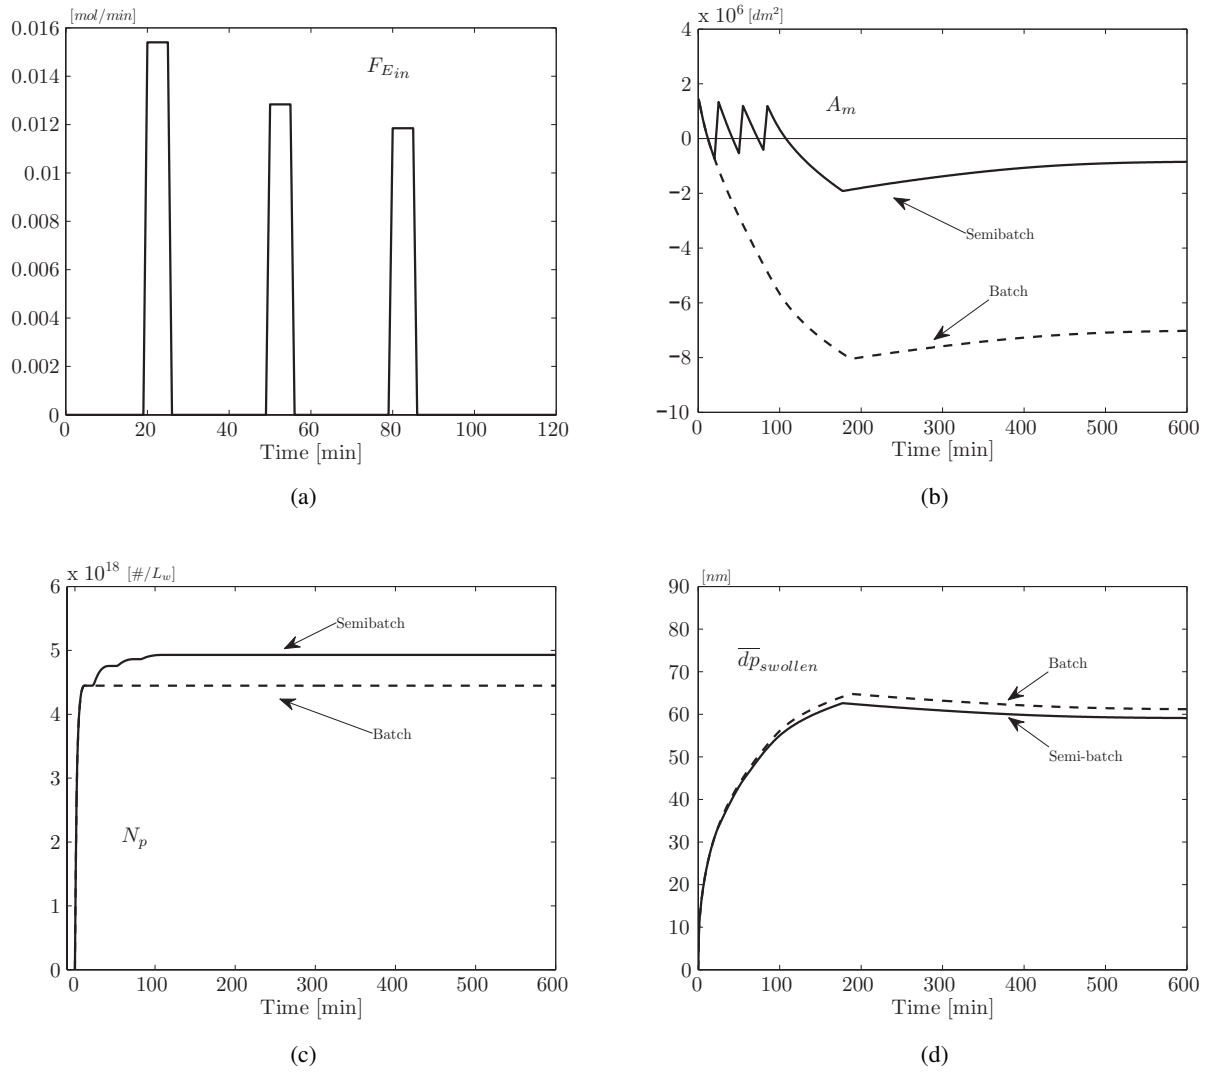 [mol/min]
0.016
0.014
0.012
0.01
0.008
0.006
0.004
0.002
0
F_{E_{in}}
0 20 40 60 80 100 120
Time [min]
(a)
x 10^6 [dm^2]
4
2
0
−2
−4
−6
−8
−10
A_m
Semibatch
Batch
0 100 200 300 400 500 600
Time [min]
(b)
x 10^{18} [#/L_w]
6
5
4
3
2
1
0
Semibatch
Batch
N_p
0 100 200 300 400 500 600
Time [min]
(c)
[nm]
90
80
70
60
50
40
30
20
10
0
\overline{dp}_{swollen}
Batch
Semi-batch
0 100 200 300 400 500 600
Time [min]
(d)